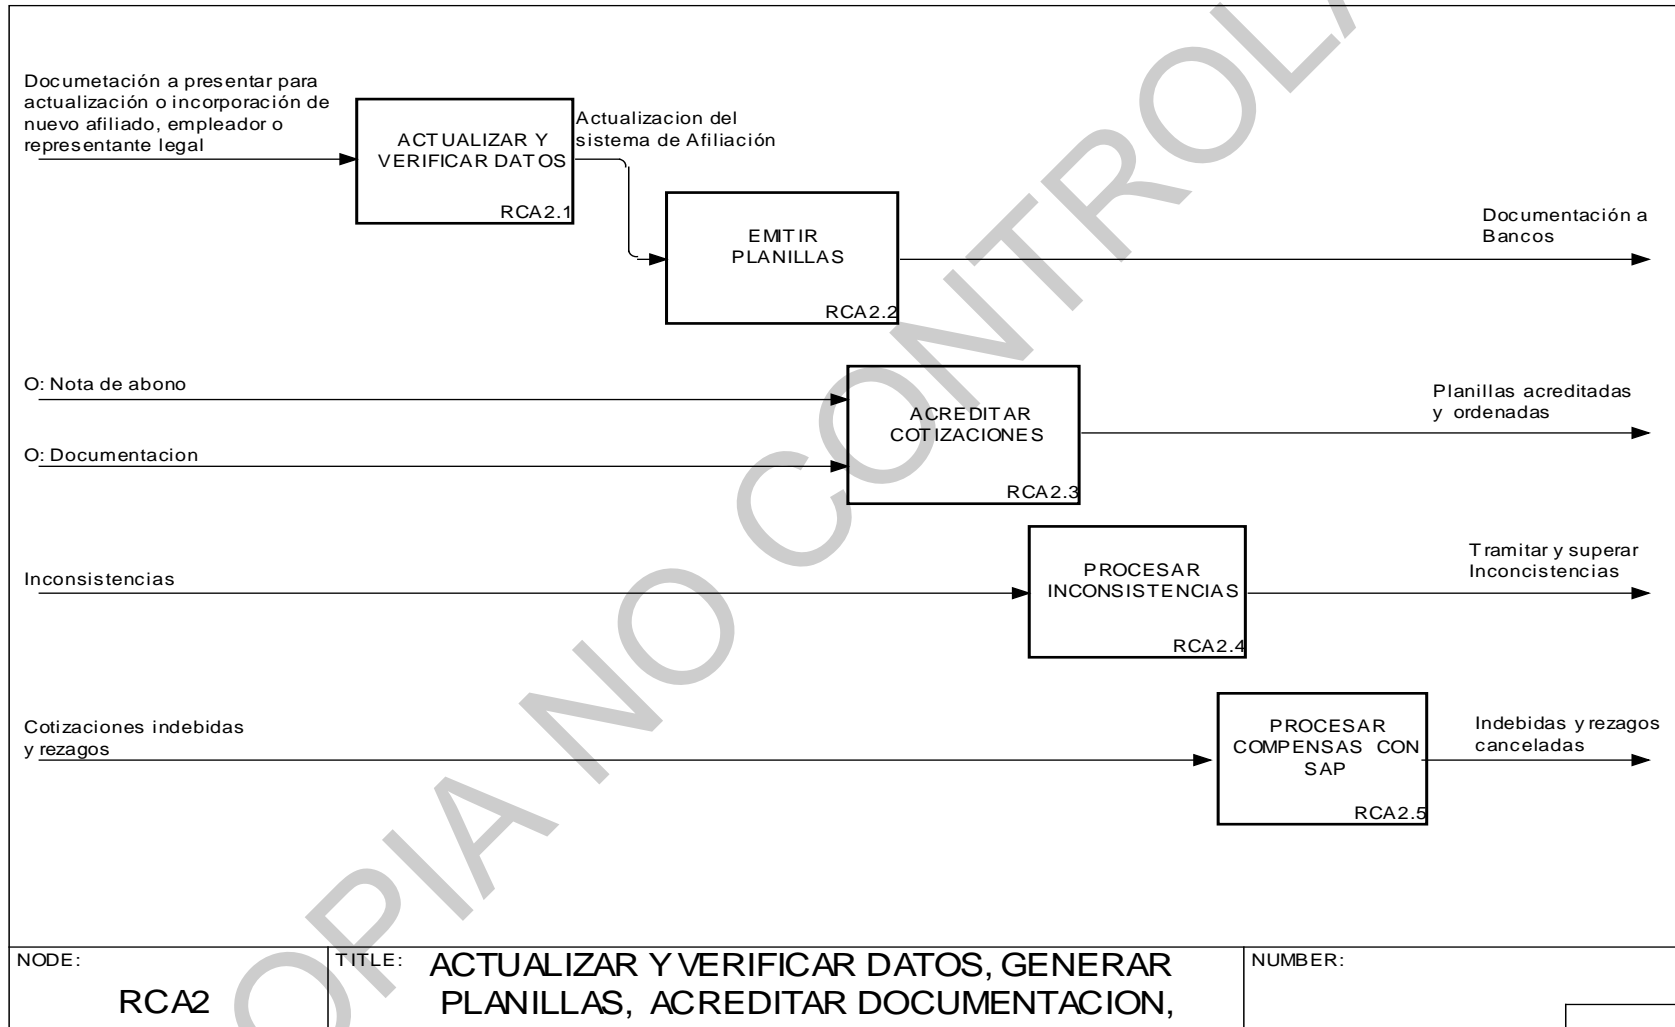 Documetación a presentar para
actualización o incorporación de
nuevo afiliado, empleador o
representante legal
ACTUALIZAR Y
VERIFICAR DATOS
RCA2.1
Actualizacion del
sistema de Afiliación
EMITIR
PLANILLAS
RCA2.2
Documentación a
Bancos
O: Nota de abono
O: Documentacion
ACREDITAR
COTIZACIONES
RCA2.3
Planillas acreditadas
y ordenadas
Inconsistencias
PROCESAR
INCONSISTENCIAS
RCA2.4
Tramitar y superar
Inconcistencias
Cotizaciones indebidas
y rezagos
PROCESAR
COMPENSAS CON
SAP
RCA2.5
Indebidas y rezagos
canceladas
NODE:
RCA2
TITLE:
ACTUALIZAR Y VERIFICAR DATOS, GENERAR
PLANILLAS, ACREDITAR DOCUMENTACION,
NUMBER:
OPIA NO CONTROLA